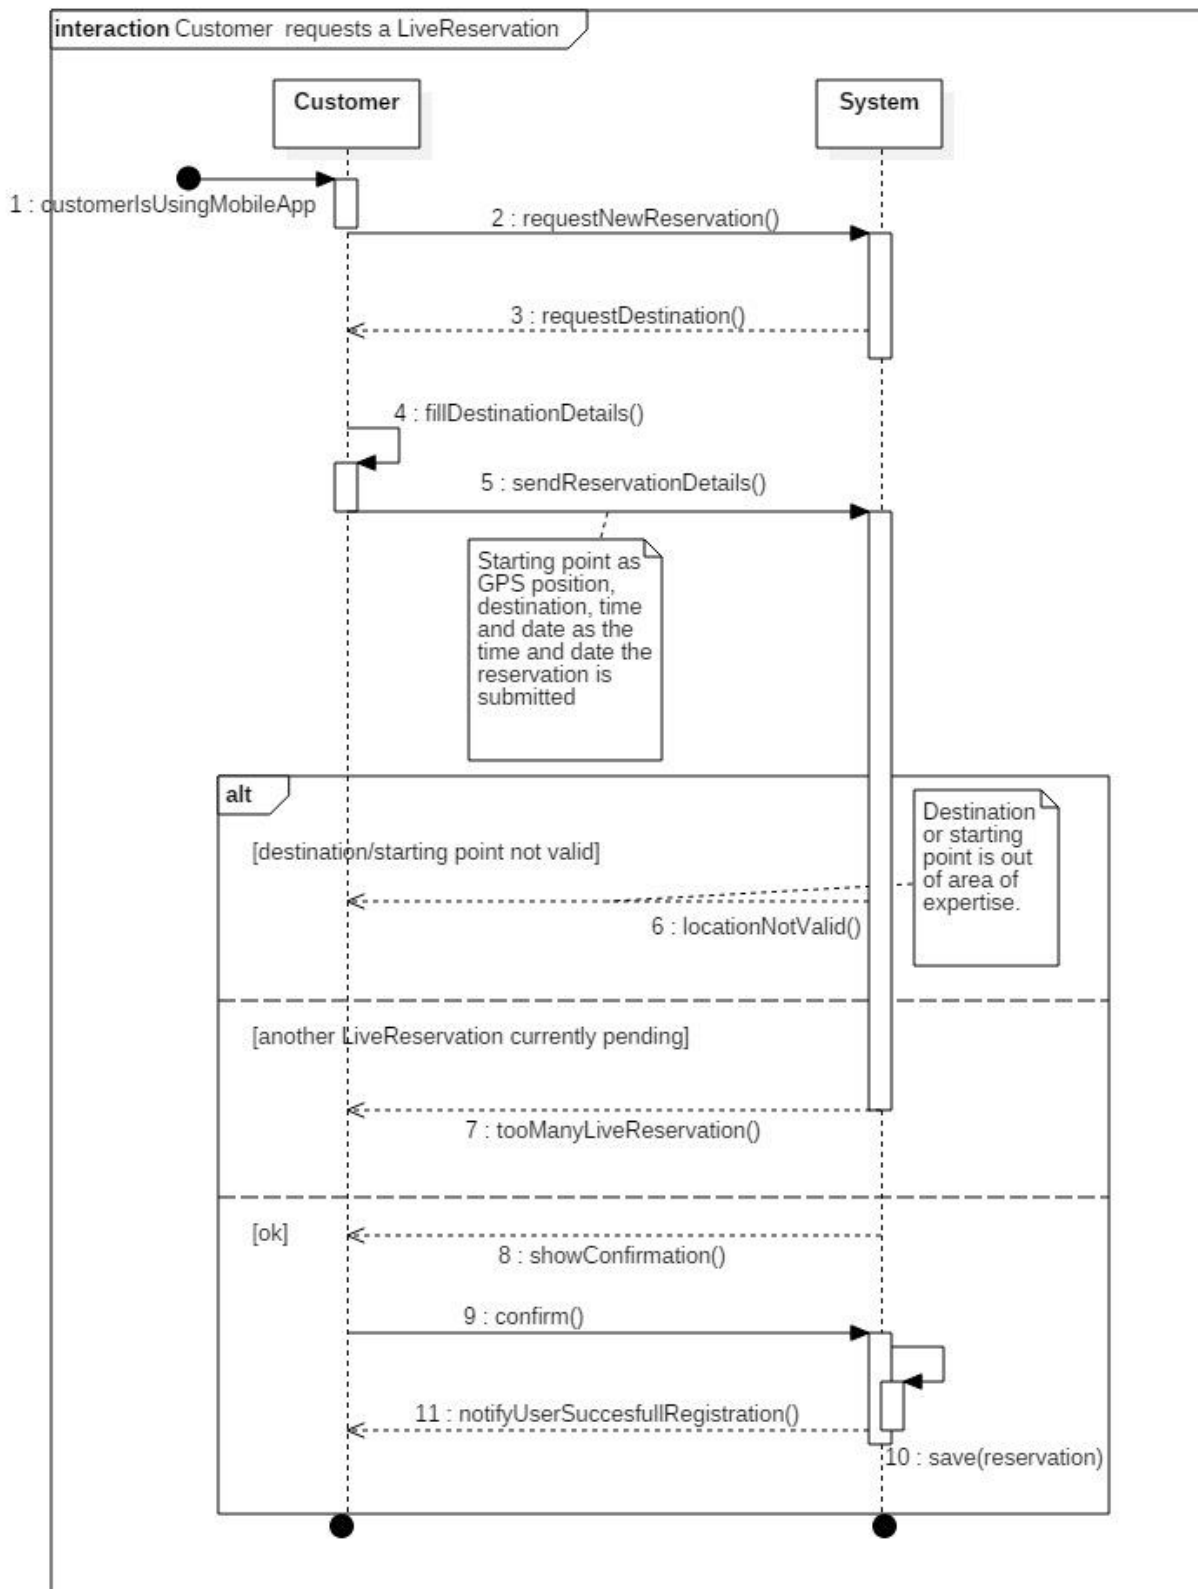 interaction Customer  requests a LiveReservation
Customer
System
1 : customerIsUsingMobileApp
2 : requestNewReservation()
3 : requestDestination()
4 : fillDestinationDetails()
5 : sendReservationDetails()
Starting point as
GPS position,
destination, time
and date as the
time and date the
reservation is
submitted
alt
Destination
or starting
point is out
of area of
expertise.
[destination/starting point not valid]
6 : locationNotValid()
[another LiveReservation currently pending]
7 : tooManyLiveReservation()
[ok]
8 : showConfirmation()
9 : confirm()
11 : notifyUserSuccesfullRegistration()
10 : save(reservation)